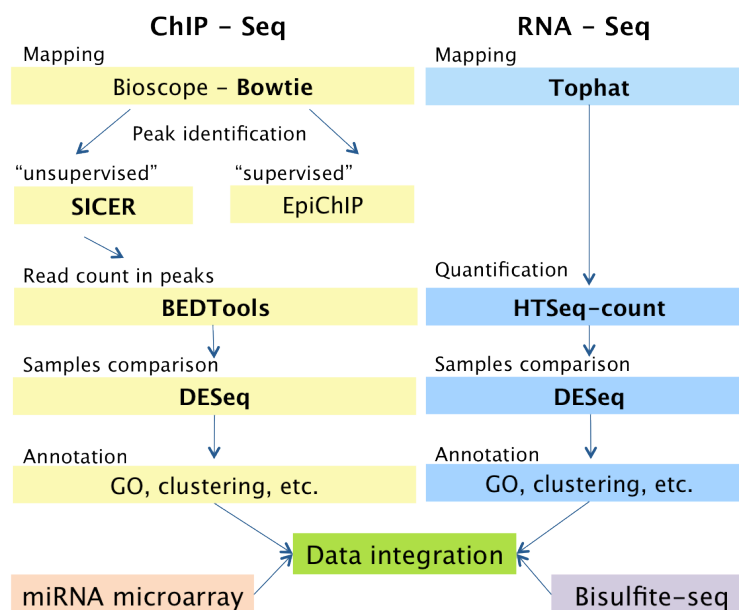 ChIP – Seq
Mapping
Bioscope – Bowtie
Peak identification
“unsupervised” “supervised”
SICER
EpiChIP
Read count in peaks
BEDTools
Samples comparison
DESeq
Annotation
GO, clustering, etc.
RNA – Seq
Mapping
Tophat
Quantification
HTSeq-count
Samples comparison
DESeq
Annotation
GO, clustering, etc.
Data integration
miRNA microarray
Bisulfite-seq